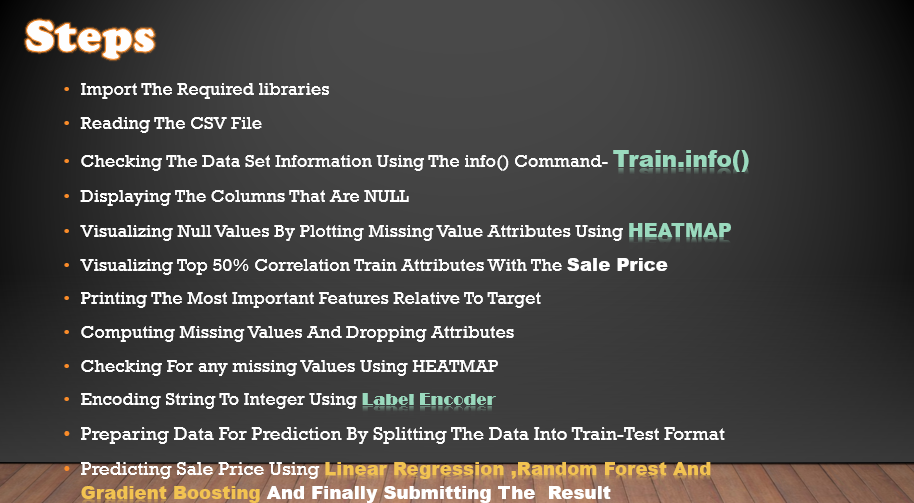 Steps
• Import The Required libraries
• Reading The CSV File
• Checking The Data Set Information Using The info() Command- Train.info()
• Displaying The Columns That Are NULL
• Visualizing Null Values By Plotting Missing Value Attributes Using HEATMAP
• Visualizing Top 50% Correlation Train Attributes With The Sale Price
• Printing The Most Important Features Relative To Target
• Computing Missing Values And Dropping Attributes
• Checking For any missing Values Using HEATMAP
• Encoding String To Integer Using Label Encoder
• Preparing Data For Prediction By Splitting The Data Into Train-Test Format
• Predicting Sale Price Using Linear Regression ,Random Forest And
Gradient Boosting And Finally Submitting The Result